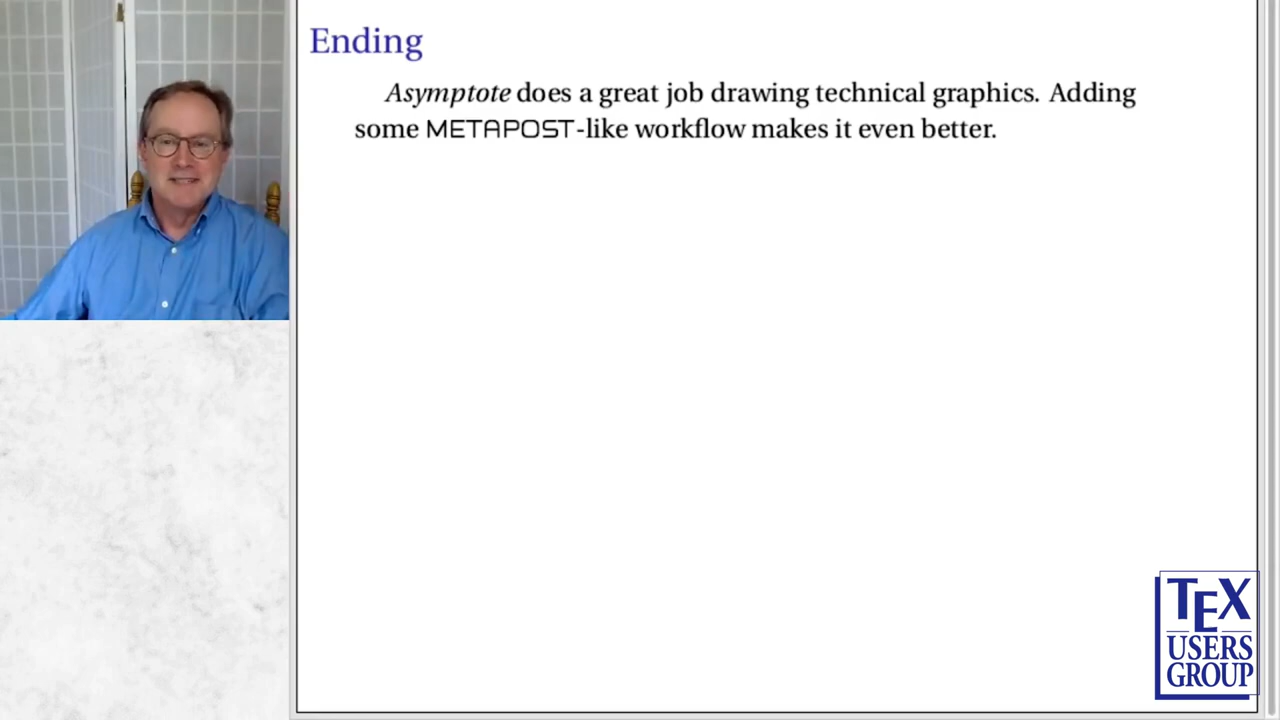 Ending
Asymptote does a great job drawing technical graphics. Adding
some METAPOST-like workflow makes it even better.
TEX
USERS
GROUP